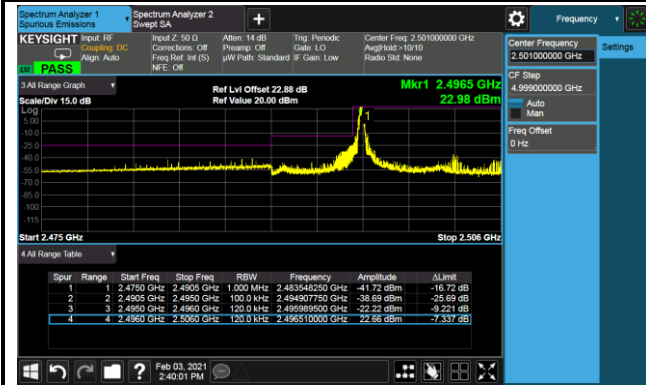 Spectrum Analyzer 1
Spurious Emissions
Spectrum Analyzer 2
Swept SA
+
Frequency
KEYSIGHT
Input: RF
Coupling: DC
Align: Auto
Input Z: 50 Ω
Corrections: Off
Freq Ref: Int (S)
NFE: Off
Atten: 14 dB
Preamp: Off
µW Path: Standard
Trig: Periodic
Gate: LO
IF Gain: Low
Center Freq: 2.501000000 GHz
Avg|Hold:>10/10
Radio Std: None
PASS
Center Frequency
2.501000000 GHz
Settings
CF Step
4.999000000 GHz
Auto
Man
Freq Offset
0 Hz
3 All Range Graph
Scale/Div 15.0 dB
Ref Lvl Offset 22.88 dB
Ref Value 20.00 dBm
Mkr1 2.4965 GHz
22.98 dBm
Log
5.00
-10.0
-25.0
-40.0
-55.0
-70.0
-85.0
-100
-115
1
Start 2.475 GHz
Stop 2.506 GHz
4 All Range Table
Spur Range Start Freq Stop Freq RBW Frequency Amplitude ΔLimit
1 1 2.4750 GHz 2.4905 GHz 1.000 MHz 2.483548250 GHz -41.72 dBm -16.72 dB
2 2 2.4905 GHz 2.4950 GHz 100.0 kHz 2.494907750 GHz -38.69 dBm -25.69 dB
3 3 2.4950 GHz 2.4960 GHz 120.0 kHz 2.495989500 GHz -22.22 dBm -9.221 dB
4 4 2.4960 GHz 2.5060 GHz 120.0 kHz 2.496510000 GHz 22.66 dBm -7.337 dB
?
Feb 03, 2021
2:40:01 PM